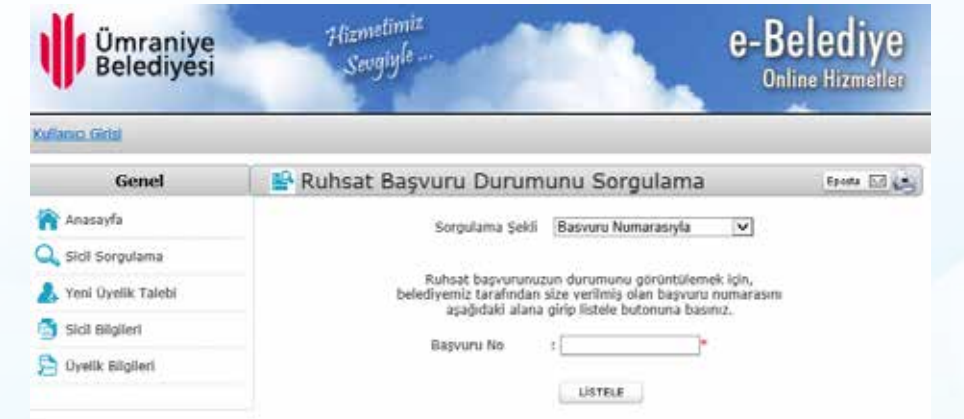 Ümraniye
Belediyesi
Hizmetimiz
Sevgiyle ...
e-Belediye
Online Hizmetler
Kullanıcı Girişi
Genel
Anasayfa
Sicil Sorgulama
Yeni Üyelik Talebi
Sicil Bilgileri
Üyelik Bilgileri
Ruhsat Başvuru Durumunu Sorgulama
Eposta
Sorgulama Şekli Basvuru Numarasıyla
Ruhsat başvurunuzun durumunu görüntülemek için,
belediyemiz tarafından size verilmiş olan başvuru numarasını
aşağıdaki alana girip listele butonuna basınız.
Başvuru No : *
LİSTELE